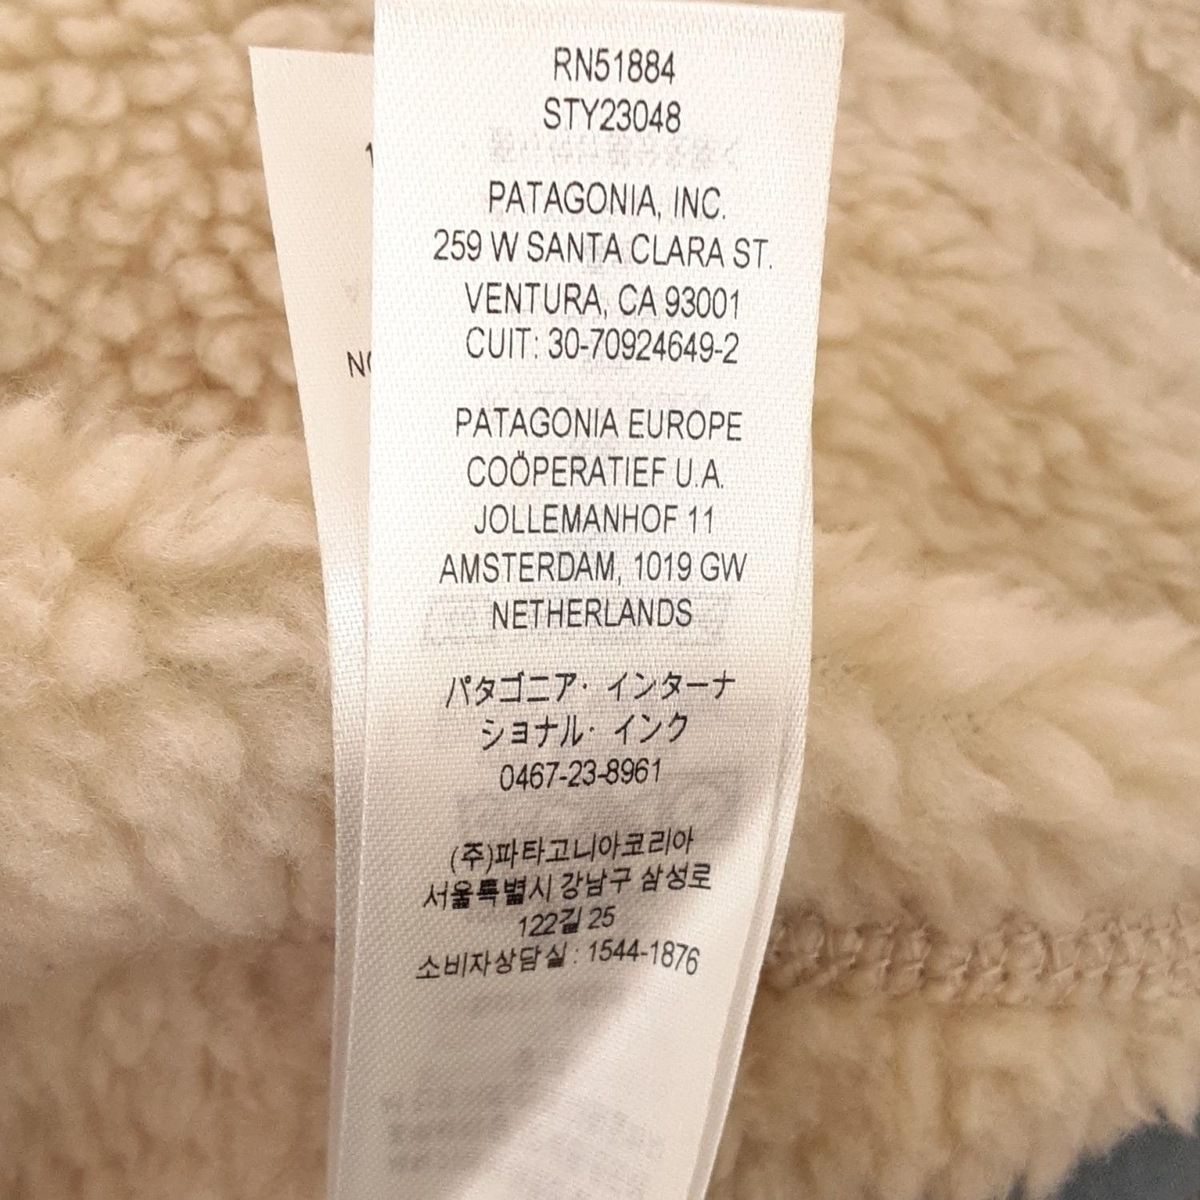 RN51884
STY23048
PATAGONIA, INC.
259 W SANTA CLARA ST.
VENTURA, CA 93001
CUIT: 30-70924649-2
PATAGONIA EUROPE
COÖPERATIEF U.A.
JOLLEMANHOF 11
AMSTERDAM, 1019 GW
NETHERLANDS
パタゴニア・インターナ
ショナル・インク
0467-23-8961
(주)파타고니아코리아
서울특별시 강남구 삼성로
122길 25
소비자상담실 : 1544-1876